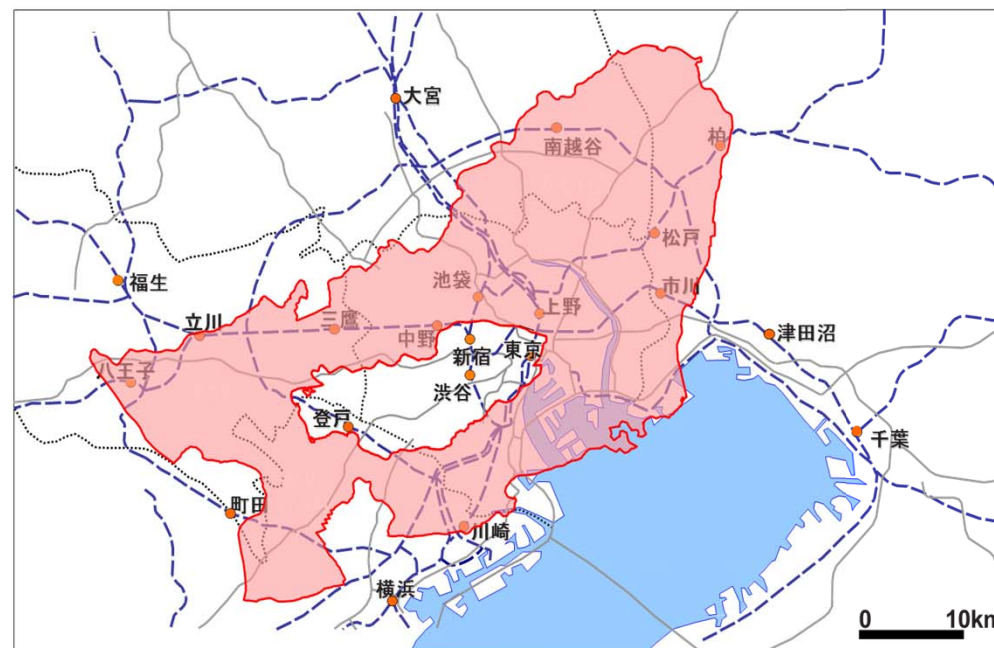 大宮
南越谷
柏
松戸
福生
池袋
市川
上野
立川
三鷹
中野
津田沼
新宿
東京
八王子
渋谷
登戸
千葉
町田
川崎
横浜
0 10km